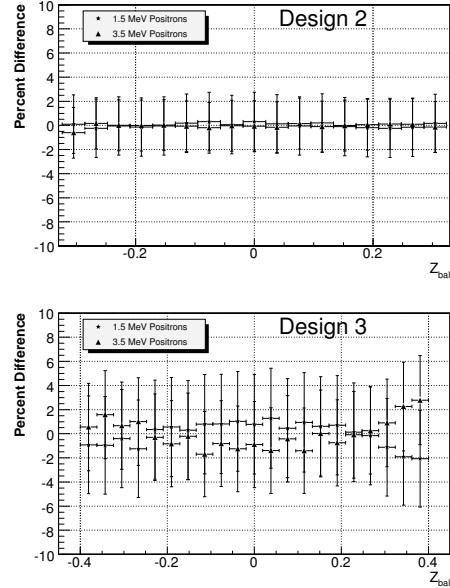 Design 2
1.5 MeV Positrons
3.5 MeV Positrons
Percent Difference
10
8
6
4
2
0
-2
-4
-6
-8
-10
-0.2 0 0.2
Z_bal
Design 3
1.5 MeV Positrons
3.5 MeV Positrons
Percent Difference
10
8
6
4
2
0
-2
-4
-6
-8
-10
-0.4 -0.2 0 0.2 0.4
Z_bal